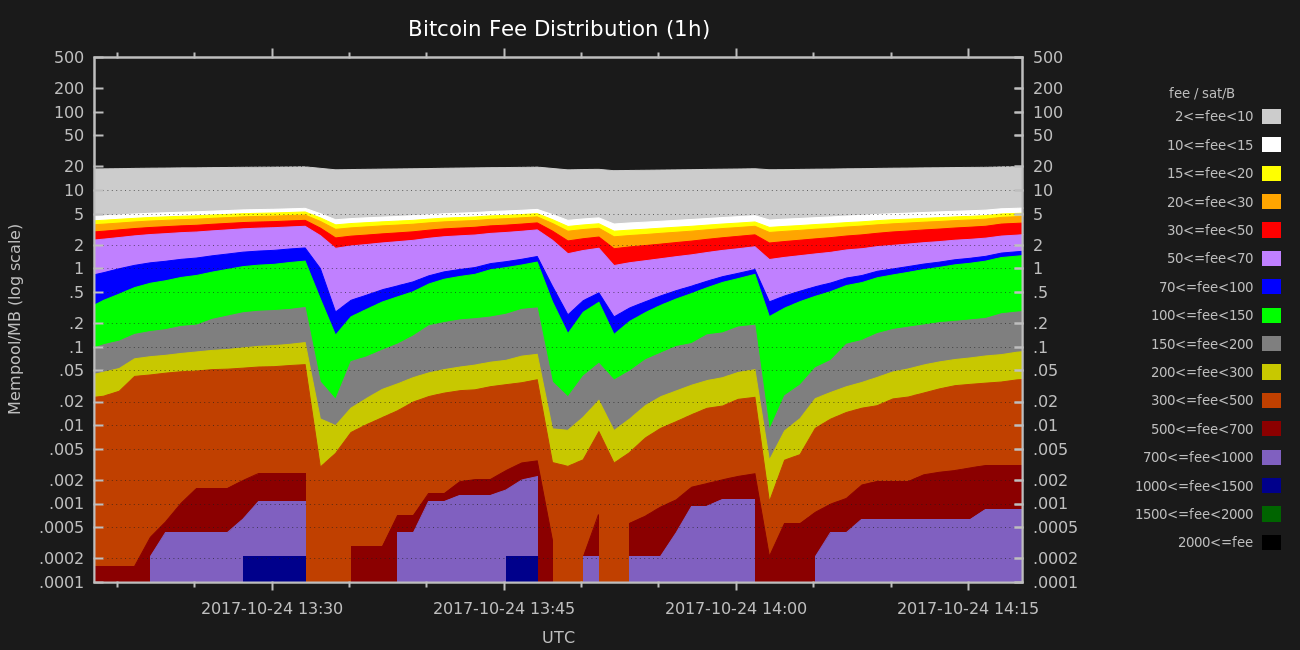 Bitcoin Fee Distribution (1h)
500
200
100
50
20
10
5
2
1
.5
.2
.1
.05
.02
.01
.005
.002
.001
.0005
.0002
.0001
Mempool/MB (log scale)
500
200
100
50
20
10
5
2
1
.5
.2
.1
.05
.02
.01
.005
.002
.001
.0005
.0002
.0001
fee / sat/B
2<=fee<10
10<=fee<15
15<=fee<20
20<=fee<30
30<=fee<50
50<=fee<70
70<=fee<100
100<=fee<150
150<=fee<200
200<=fee<300
300<=fee<500
500<=fee<700
700<=fee<1000
1000<=fee<1500
1500<=fee<2000
2000<=fee
2017-10-24 13:30
2017-10-24 13:45
2017-10-24 14:00
2017-10-24 14:15
UTC